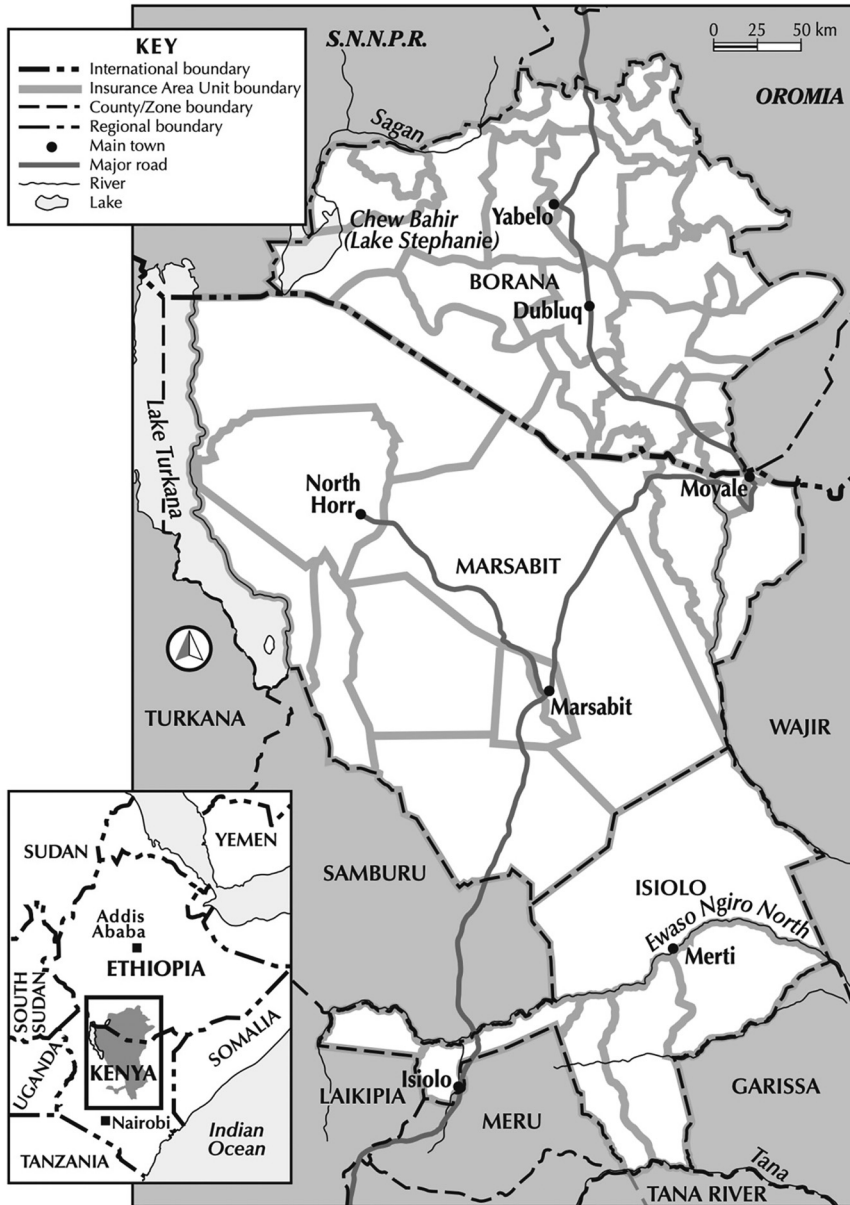 KEY
International boundary
Insurance Area Unit boundary
County/Zone boundary
Regional boundary
Main town
Major road
River
Lake
S.N.N.P.R.
0 25 50 km
OROMIA
Sagan
Chew Bahir
(Lake Stephanie)
Yabelo
BORANA
Dubluq
Lake Turkana
North
Horr
Moyale
MARSABIT
Marsabit
TURKANA
WAJIR
SAMBURU
ISIOLO
Ewaso Ngiro North
Merti
Isiolo
LAIKIPIA
MERU
GARISSA
Tana
TANA RIVER
SUDAN
YEMEN
Addis
Ababa
ETHIOPIA
SOUTH
SUDAN
SOMALIA
UGANDA
KENYA
Nairobi
Indian
Ocean
TANZANIA